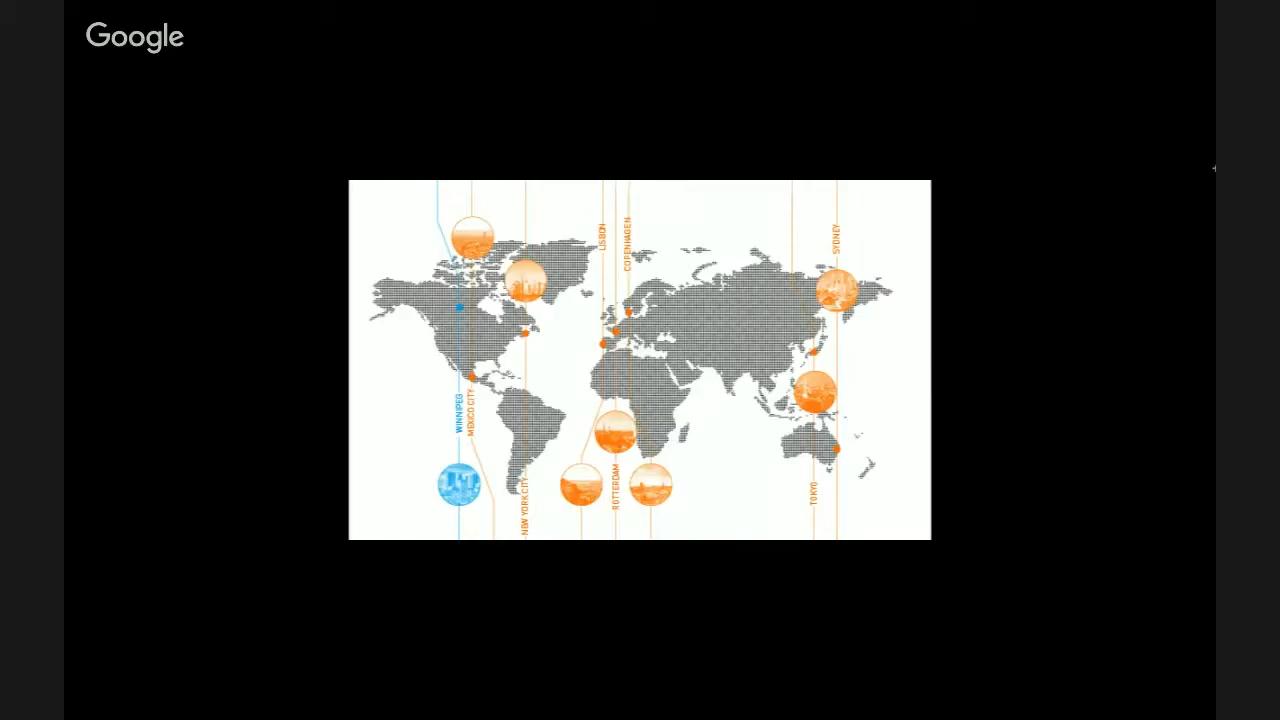 Google
LISBON
COPENHAGEN
SYDNEY
WINNIPEG
MEXICO CITY
NEW YORK CITY
ROTTERDAM
TOKYO